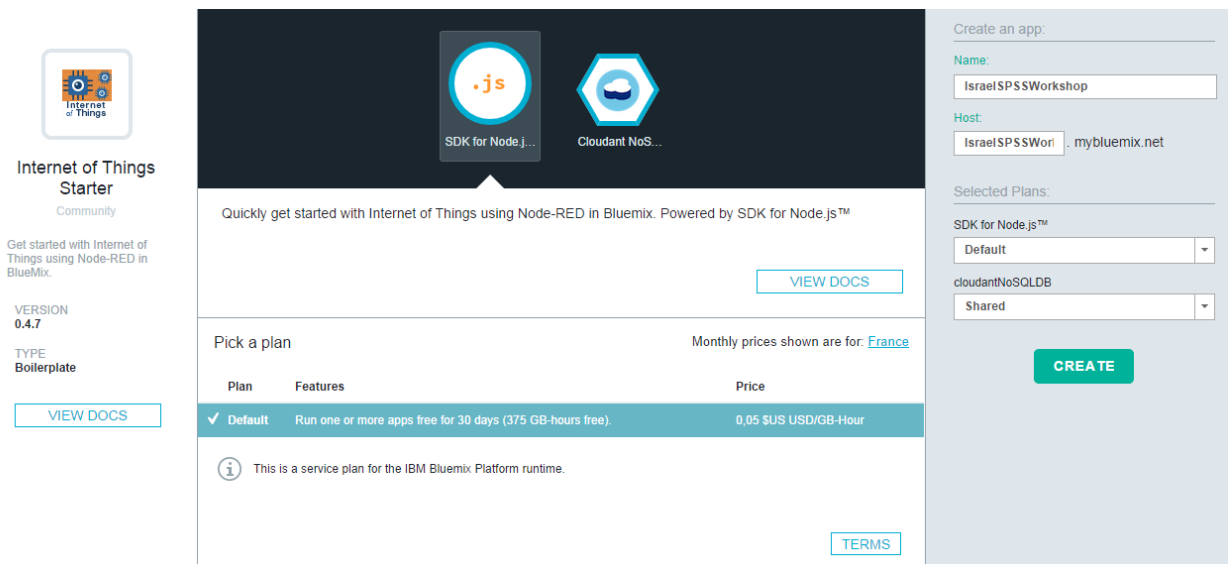 Internet
of Things
Internet of Things
Starter
Community
Get started with Internet of
Things using Node-RED in
BlueMix.
VERSION
0.4.7
TYPE
Boilerplate
VIEW DOCS
.js
SDK for Node.j...
Cloudant NoS...
Quickly get started with Internet of Things using Node-RED in Bluemix. Powered by SDK for Node.js™
VIEW DOCS
Pick a plan
Monthly prices shown are for: France
Plan Features Price
Default Run one or more apps free for 30 days (375 GB-hours free). 0,05 $US USD/GB-Hour
This is a service plan for the IBM Bluemix Platform runtime.
TERMS
Create an app:
Name:
IsraelSPSSWorkshop
Host:
IsraelSPSSWorl . mybluemix.net
Selected Plans:
SDK for Node.js™
Default
cloudantNoSQLDB
Shared
CREATE